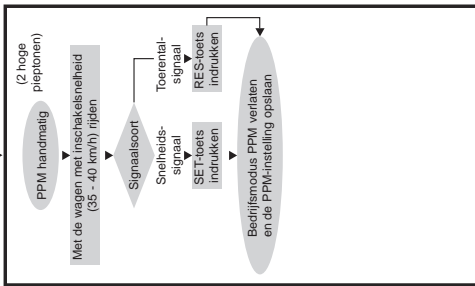 (2 hoge
pieptonen)
PPM handmatig
Met de wagen met inschakelsnelheid
(35 - 40 km/h) rijden
Signaalsoort
Snelheids-
signaal
Toerental-
signaal
SET-toets
indrukken
RES-toets
indrukken
Bedrijfsmodus PPM verlaten
en de PPM-instelling opslaan